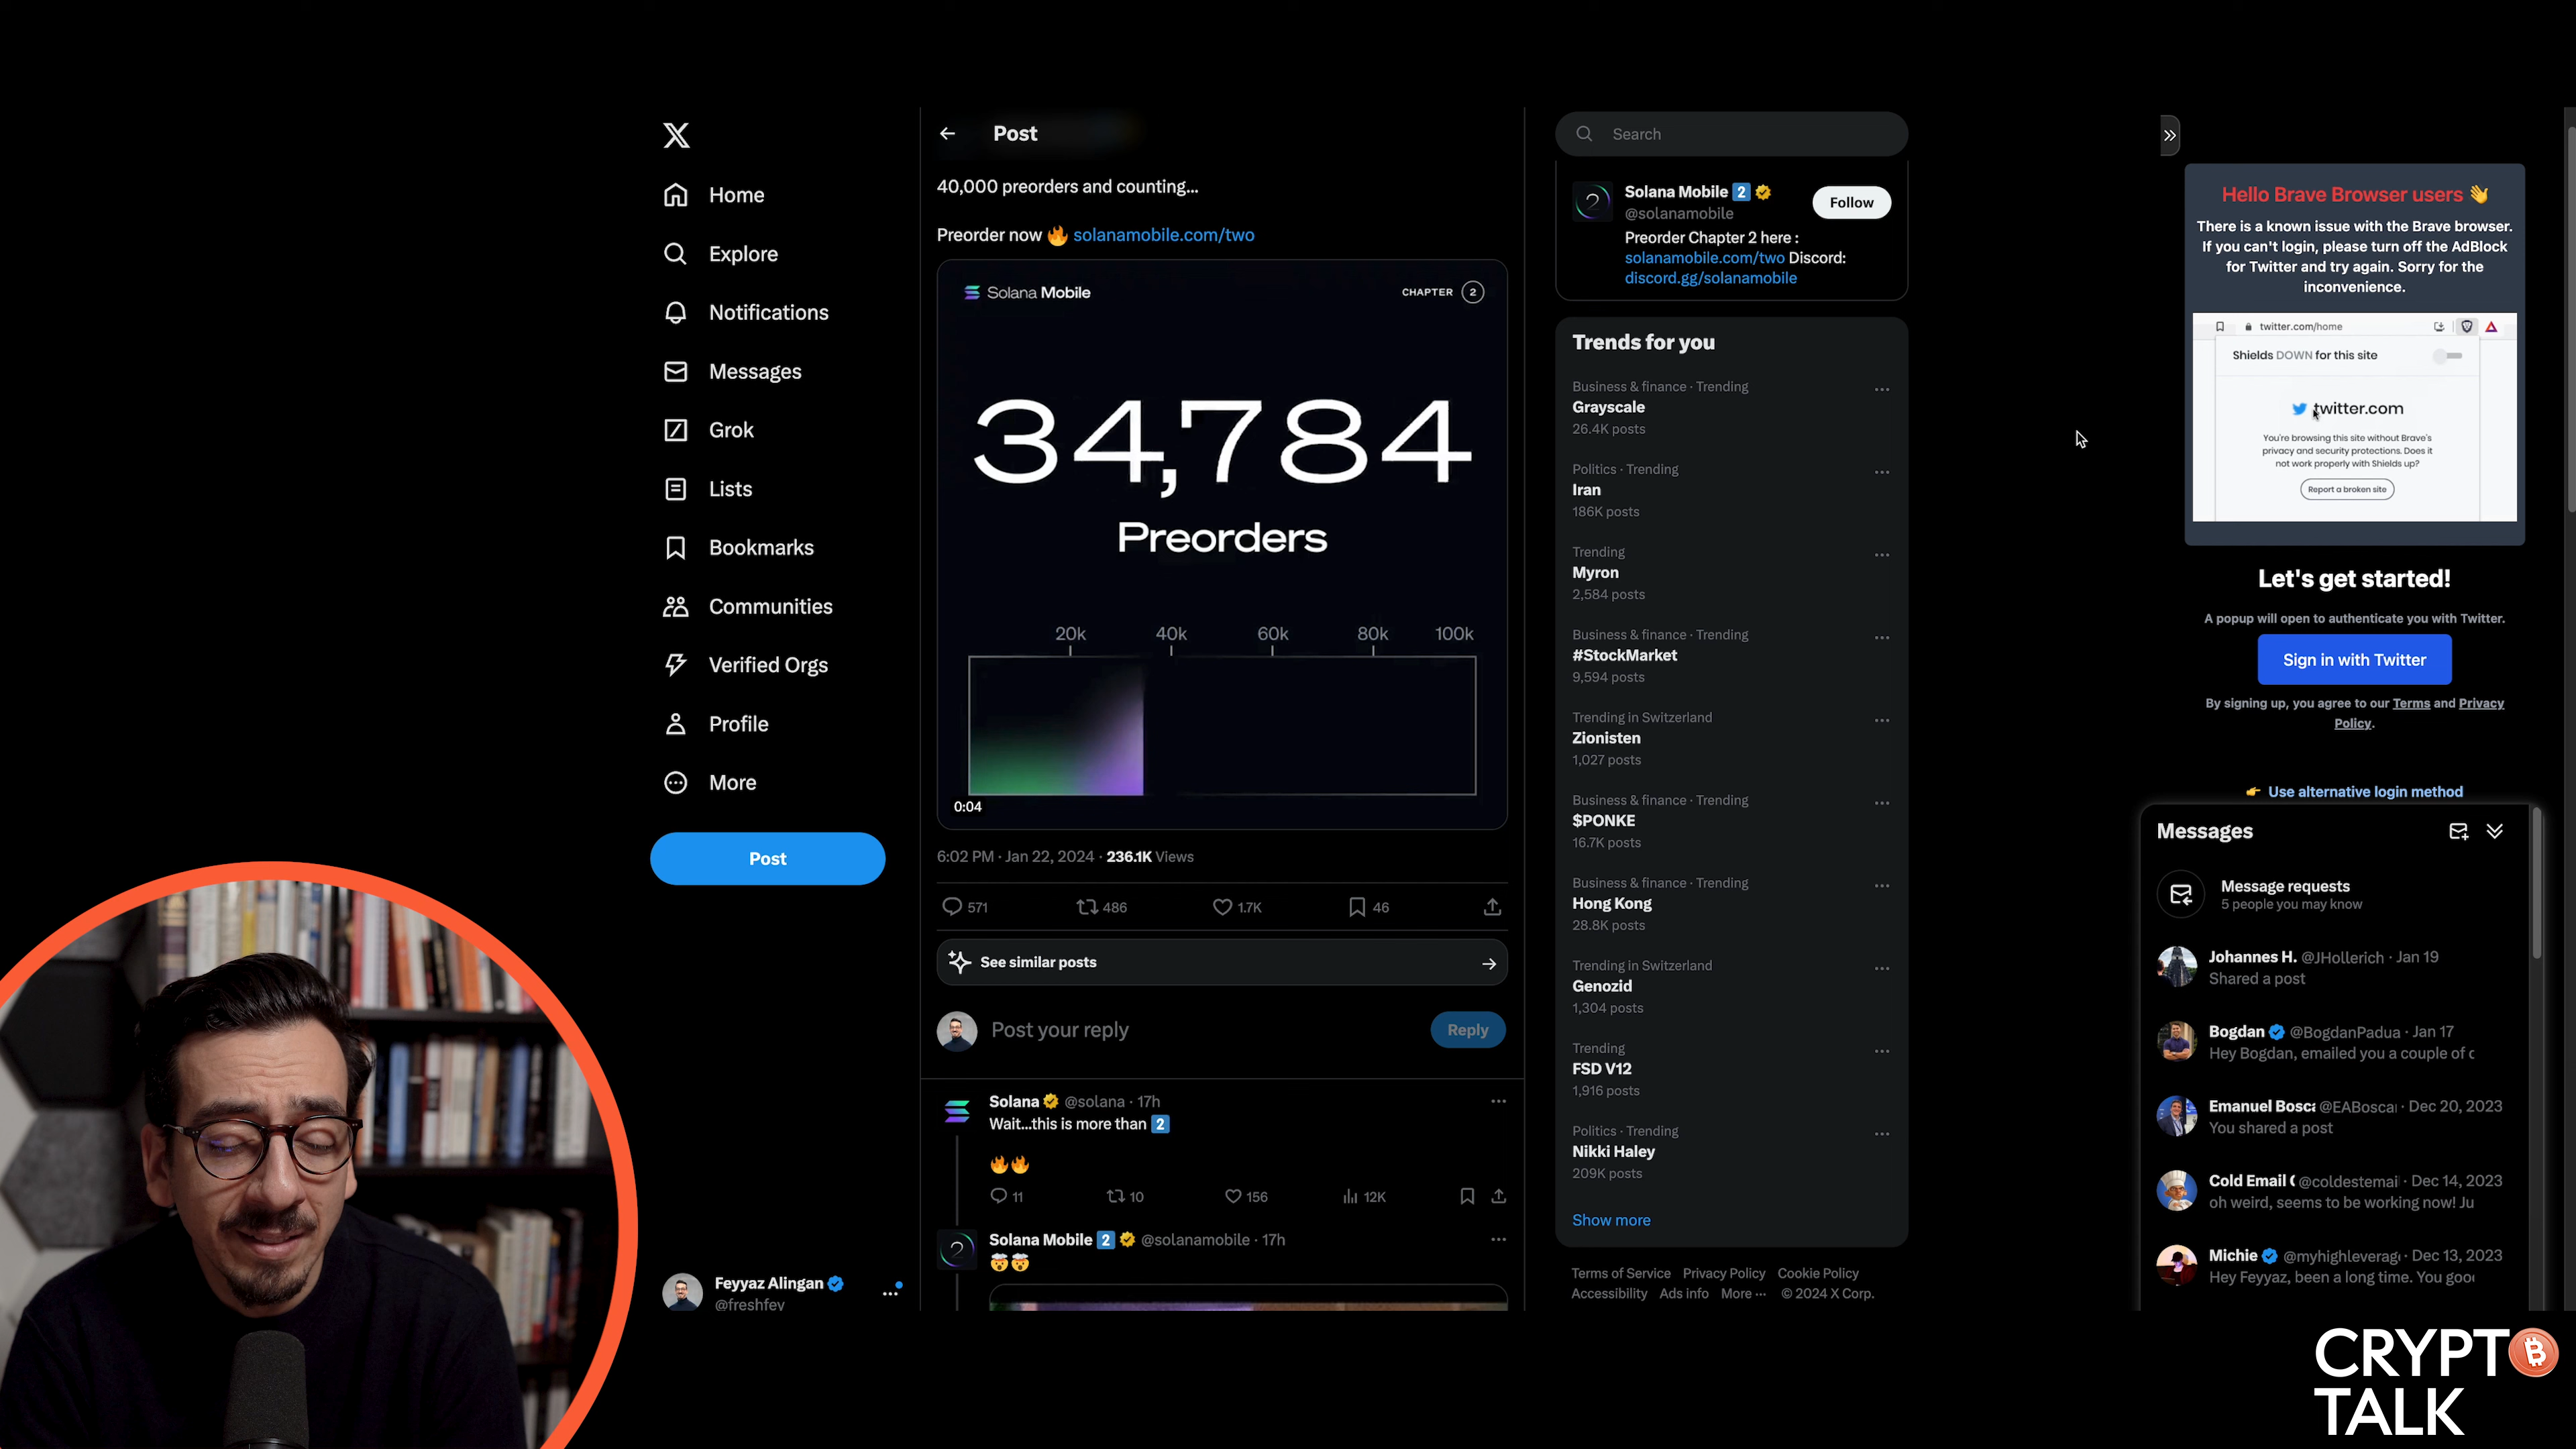 Home
Explore
Notifications
Messages
Grok
Lists
Bookmarks
Communities
Verified Orgs
Profile
More
Post
Feyyaz Alingan
@freshfey
Post
40,000 preorders and counting...
Preorder now 🔥 solanamobile.com/two
Solana Mobile
CHAPTER 2
34,784
Preorders
20k 40k 60k 80k 100k
0:04
6:02 PM · Jan 22, 2024 · 236.1K Views
571 486 1.7K 46
See similar posts
Post your reply
Reply
Solana @solana · 17h
Wait...this is more than 2
🔥🔥
11 10 156 12K
Solana Mobile 2 @solanamobile · 17h
🤯🤯
Search
Solana Mobile 2
@solanamobile
Follow
Preorder Chapter 2 here :
solanamobile.com/two Discord:
discord.gg/solanamobile
Trends for you
Business & finance · Trending
Grayscale
26.4K posts
Politics · Trending
Iran
186K posts
Trending
Myron
2,584 posts
Business & finance · Trending
#StockMarket
9,594 posts
Trending in Switzerland
Zionisten
1,027 posts
Business & finance · Trending
$PONKE
16.7K posts
Business & finance · Trending
Hong Kong
28.8K posts
Trending in Switzerland
Genozid
1,304 posts
Trending
FSD V12
1,916 posts
Politics · Trending
Nikki Haley
209K posts
Show more
Terms of Service Privacy Policy Cookie Policy
Accessibility Ads info More ··· © 2024 X Corp.
Hello Brave Browser users 👋
There is a known issue with the Brave browser.
If you can't login, please turn off the AdBlock
for Twitter and try again. Sorry for the
inconvenience.
twitter.com/home
Shields DOWN for this site
twitter.com
You're browsing this site without Brave's
privacy and security protections. Does it
not work properly with Shields up?
Report a broken site
Let's get started!
A popup will open to authenticate you with Twitter.
Sign in with Twitter
By signing up, you agree to our Terms and Privacy
Policy.
👉 Use alternative login method
Messages
Message requests
5 people you may know
Johannes H. @JHollerich · Jan 19
Shared a post
Bogdan @BogdanPadua · Jan 17
Hey Bogdan, emailed you a couple of
Emanuel Bosca @EABoscar · Dec 20, 2023
You shared a post
Cold Email @coldestemai · Dec 14, 2023
oh weird, seems to be working now! Ju
Michie @myhighleverag · Dec 13, 2023
Hey Feyyaz, been a long time. You goo
CRYPTO
TALK